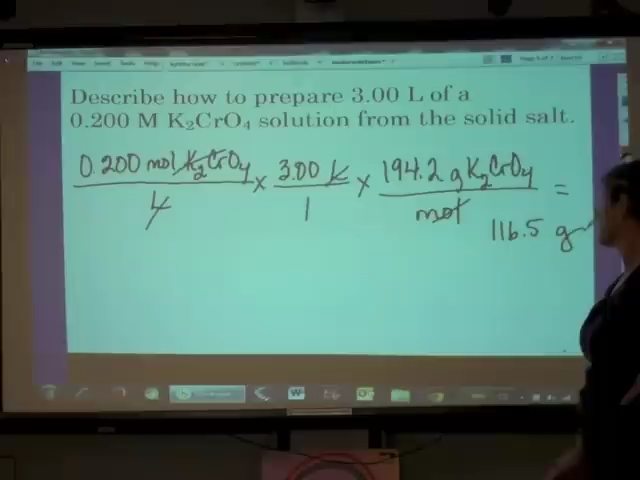 Describe how to prepare 3.00 L of a
0.200 M K₂CrO₄ solution from the solid salt.
0.200 mol K₂CrO₄ x 3.00 L x 194.2 g K₂CrO₄ =
L 1 mol
116.5 g